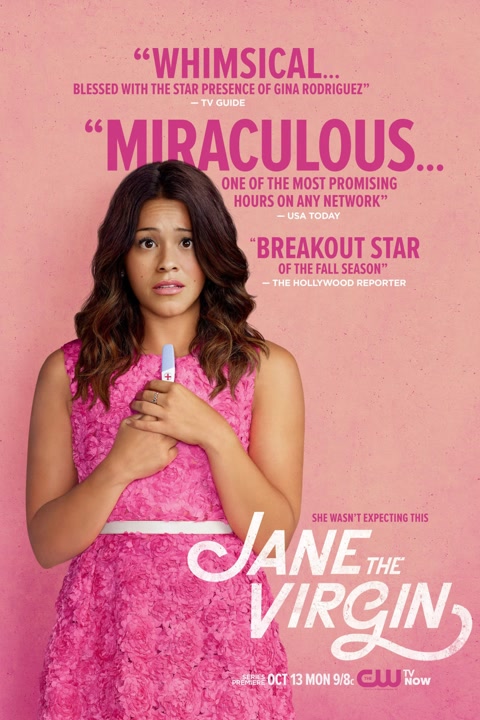 “WHIMSICAL...
BLESSED WITH THE STAR PRESENCE OF GINA RODRIGUEZ”
— TV GUIDE
“MIRACULOUS...
ONE OF THE MOST PROMISING
HOURS ON ANY NETWORK”
— USA TODAY
“BREAKOUT STAR
OF THE FALL SEASON”
— THE HOLLYWOOD REPORTER
SHE WASN'T EXPECTING THIS
JANE THE
VIRGIN
SERIES
PREMIERE OCT 13 MON 9/8c CW TV
NOW